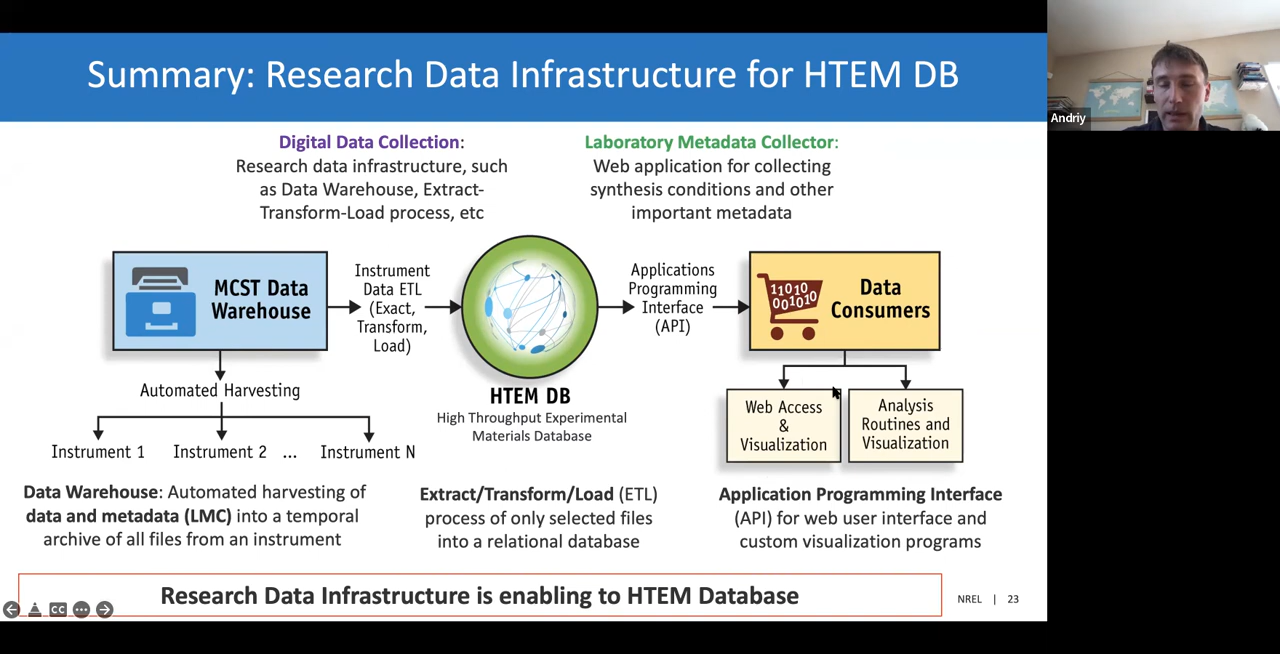 Summary: Research Data Infrastructure for HTEM DB
Andriy
Digital Data Collection:
Research data infrastructure, such
as Data Warehouse, Extract-
Transform-Load process, etc
Laboratory Metadata Collector:
Web application for collecting
synthesis conditions and other
important metadata
MCST Data
Warehouse
Instrument
Data ETL
(Exact,
Transform,
Load)
Applications
Programming
Interface
(API)
11010
001010
Data
Consumers
Automated Harvesting
Instrument 1
Instrument 2
...
Instrument N
HTEM DB
High Throughput Experimental
Materials Database
Web Access
&
Visualization
Analysis
Routines and
Visualization
Data Warehouse: Automated harvesting of
data and metadata (LMC) into a temporal
archive of all files from an instrument
Extract/Transform/Load (ETL)
process of only selected files
into a relational database
Application Programming Interface
(API) for web user interface and
custom visualization programs
Research Data Infrastructure is enabling to HTEM Database
CC
NREL | 23